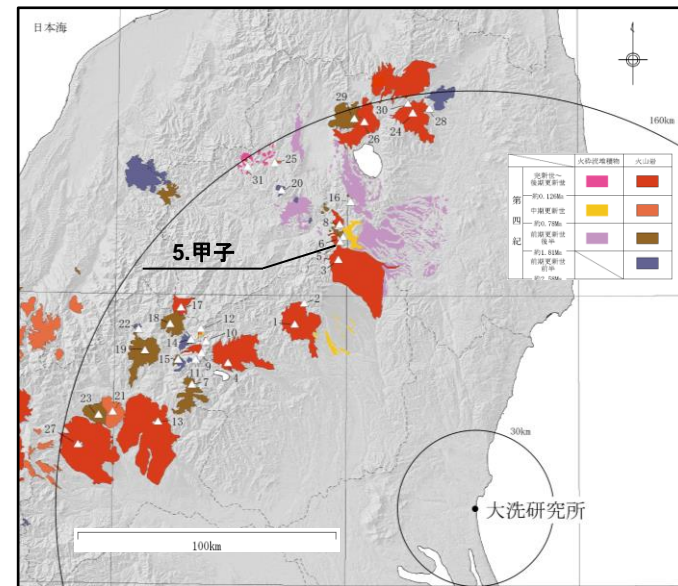 日本海
160km
火砕流堆積物
火山岩
第四紀
完新世～
後期更新世
約0.126Ma
中期更新世
約0.78Ma
前期更新世
後半
約1.81Ma
前期更新世
前半
約2.58Ma
29
30
24
28
26
25
31
20
16
8
6
5.甲子
5
3
17
2
18
12
22
14
10
1
19
15
9
4
11
7
23
21
13
27
30km
大洗研究所
100km